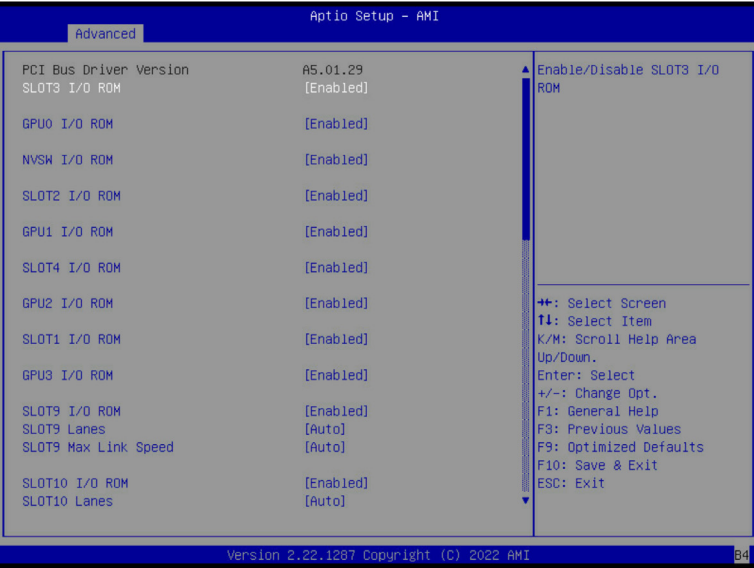 Aptio Setup – AMI
Advanced
PCI Bus Driver Version A5.01.29
SLOT3 I/O ROM [Enabled]
GPU0 I/O ROM [Enabled]
NVSW I/O ROM [Enabled]
SLOT2 I/O ROM [Enabled]
GPU1 I/O ROM [Enabled]
SLOT4 I/O ROM [Enabled]
GPU2 I/O ROM [Enabled]
SLOT1 I/O ROM [Enabled]
GPU3 I/O ROM [Enabled]
SLOT9 I/O ROM [Enabled]
SLOT9 Lanes [Auto]
SLOT9 Max Link Speed [Auto]
SLOT10 I/O ROM [Enabled]
SLOT10 Lanes [Auto]
Enable/Disable SLOT3 I/O
ROM
→←: Select Screen
↑↓: Select Item
K/M: Scroll Help Area
Up/Down.
Enter: Select
+/-: Change Opt.
F1: General Help
F3: Previous Values
F9: Optimized Defaults
F10: Save & Exit
ESC: Exit
Version 2.22.1287 Copyright (C) 2022 AMI
B4